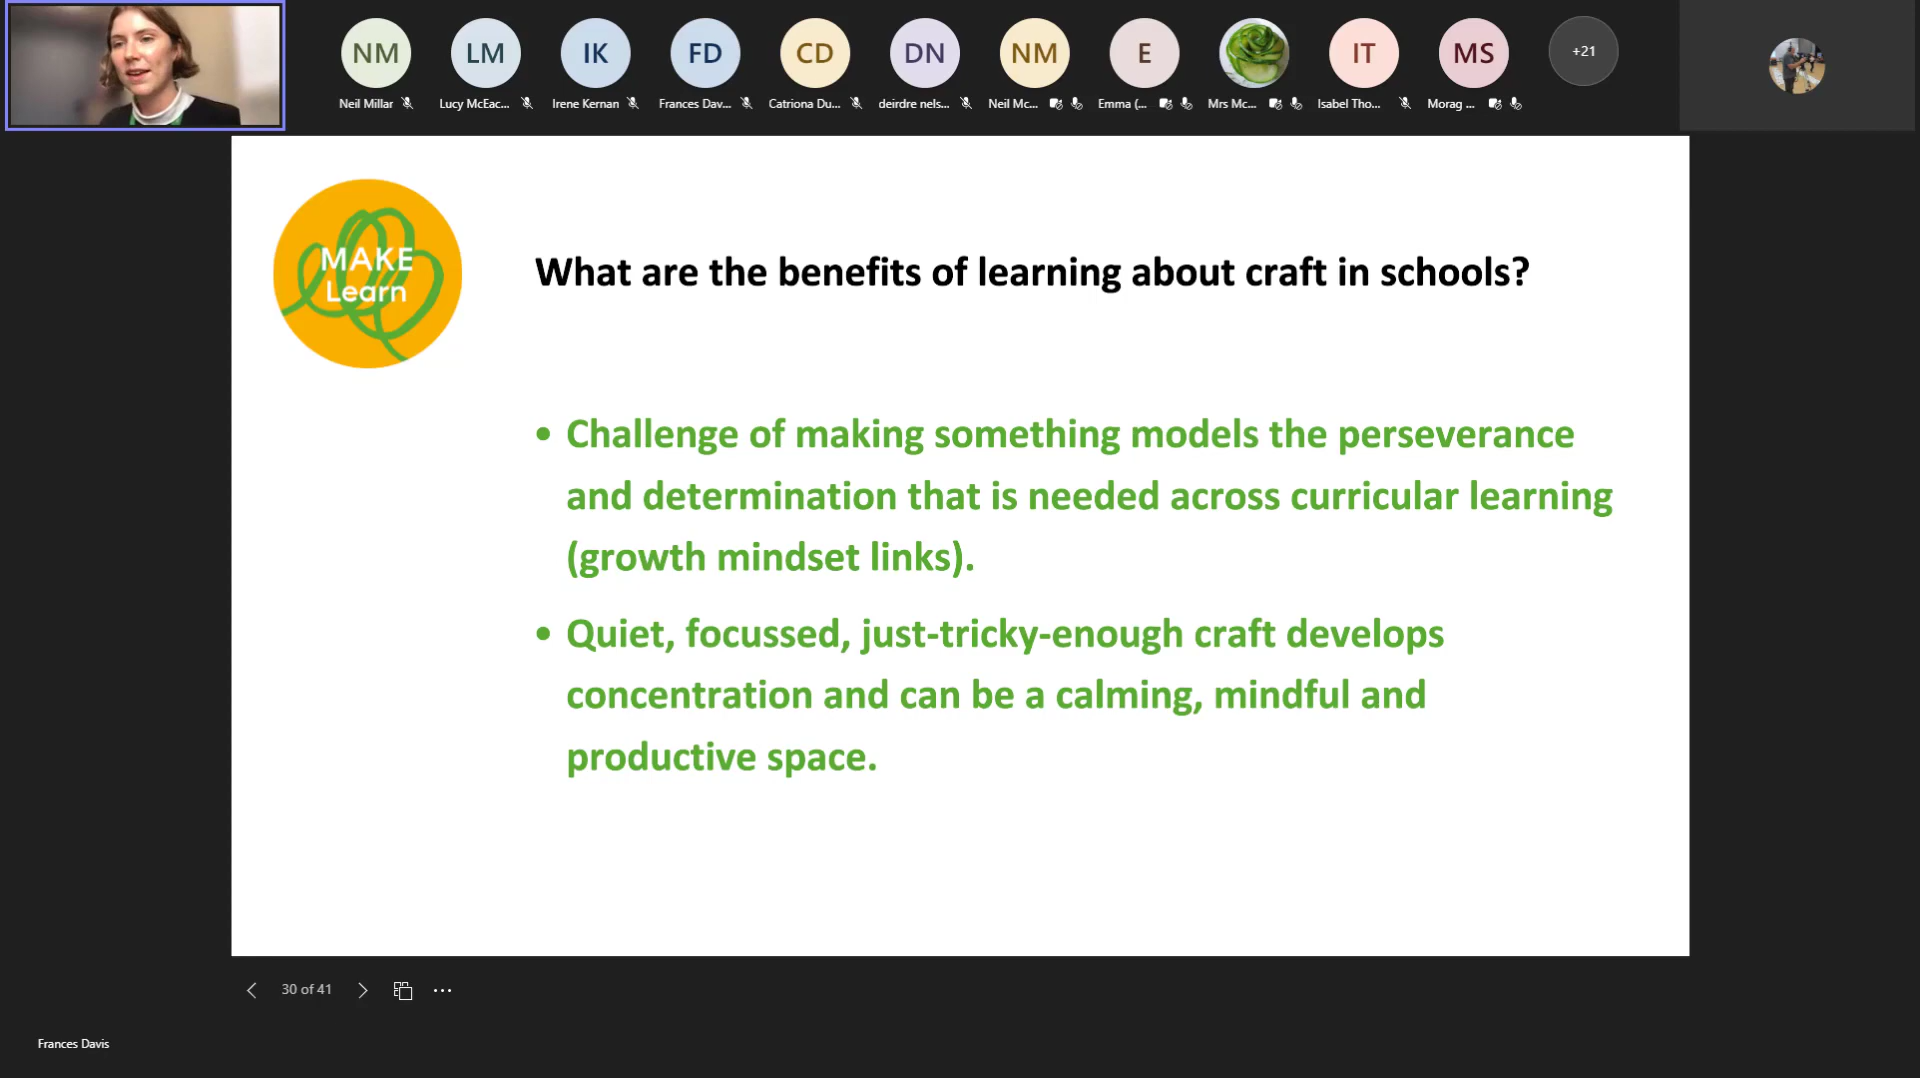 NM
LM
IK
FD
CD
DN
NM
E
IT
MS
+21
Neil Millar
Lucy McEac...
Irene Kernan
Frances Dav...
Catriona Du...
deirdre nels...
Neil Mc...
Emma (...
Mrs Mc...
Isabel Tho...
Morag ...
MAKE
Learn
What are the benefits of learning about craft in schools?
• Challenge of making something models the perseverance
and determination that is needed across curricular learning
(growth mindset links).
• Quiet, focussed, just-tricky-enough craft develops
concentration and can be a calming, mindful and
productive space.
30 of 41
Frances Davis